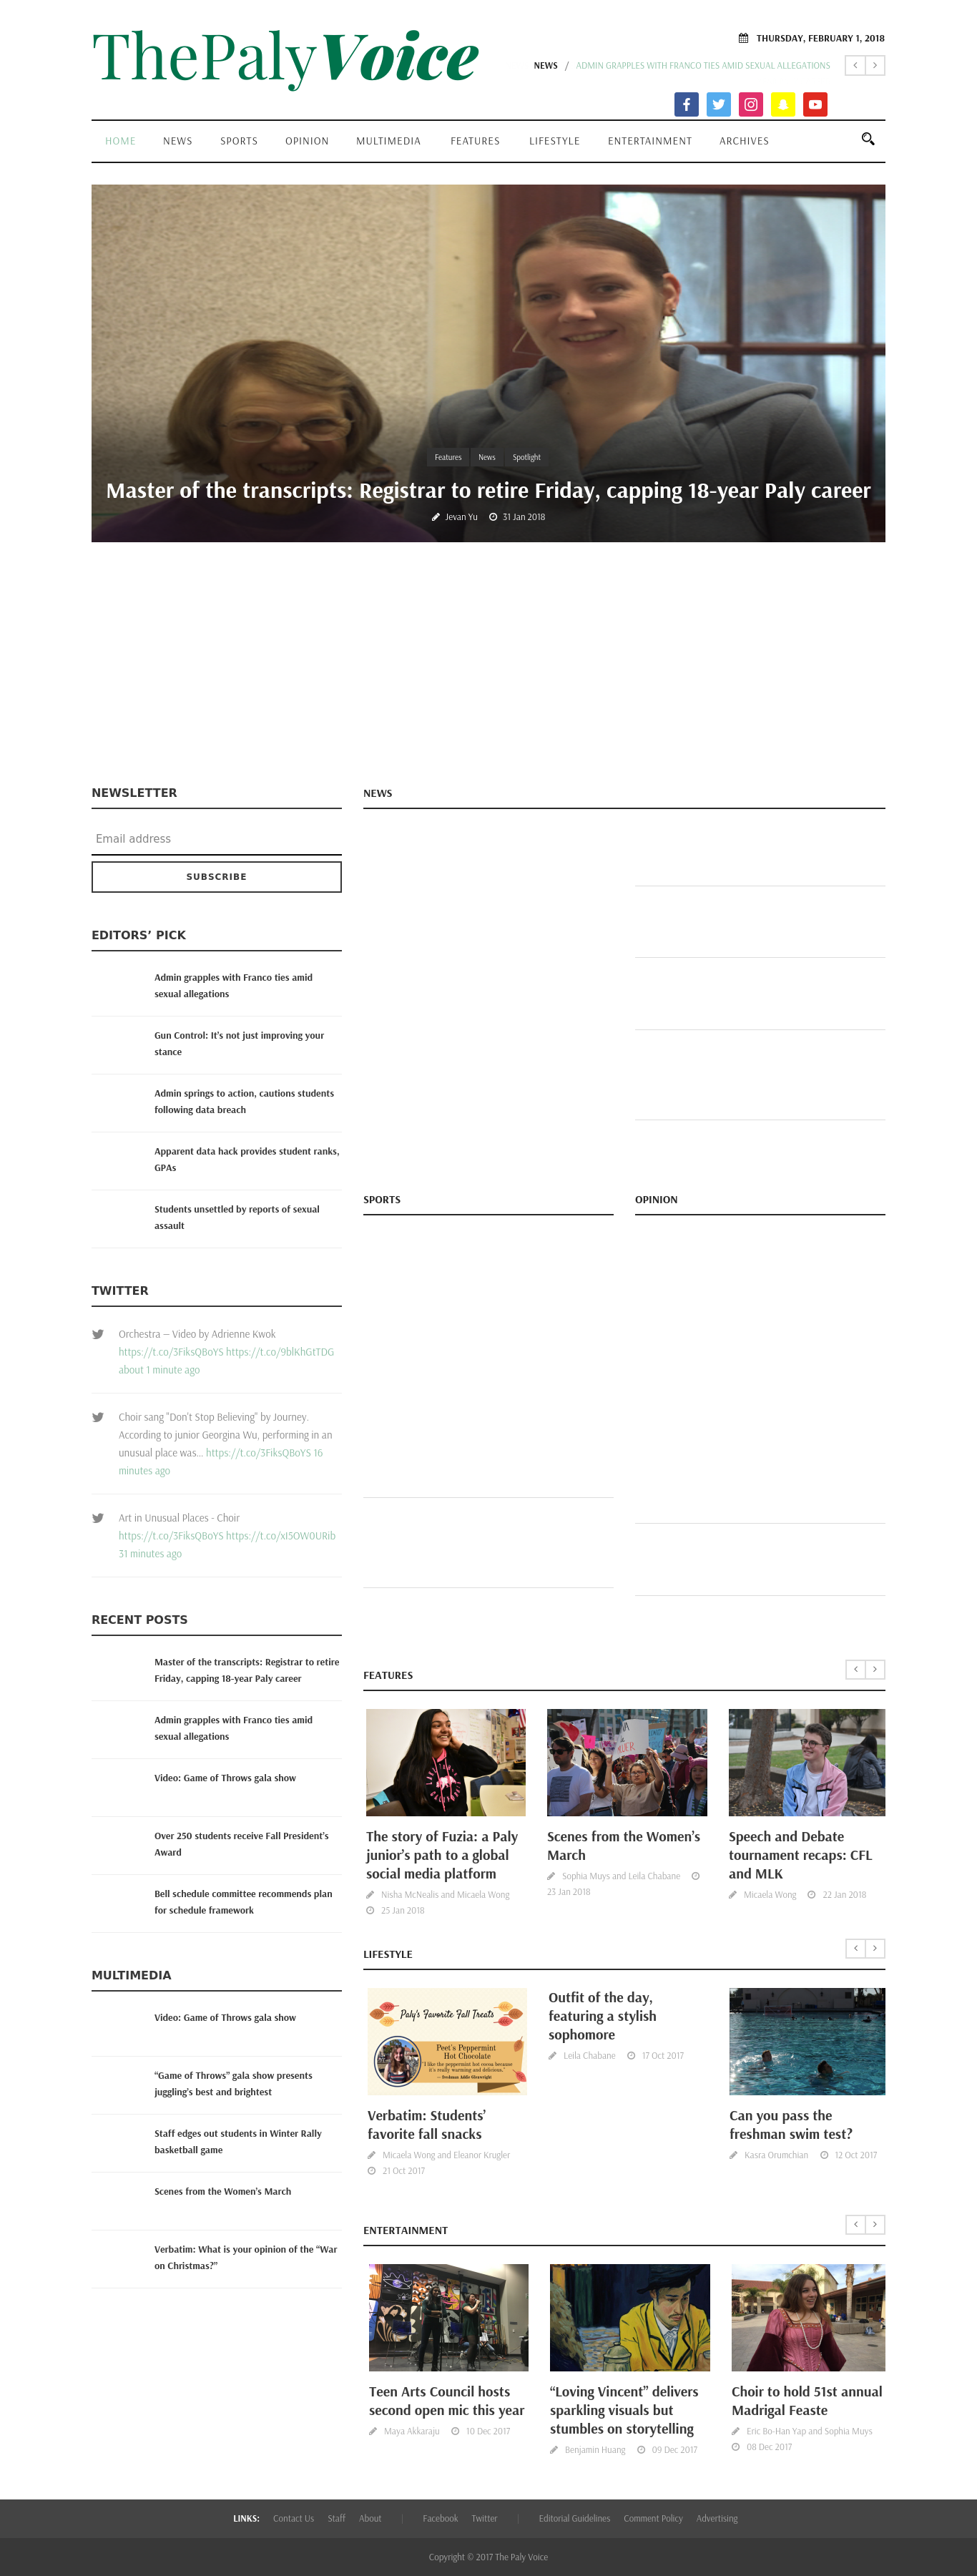 ThePalyVoice
THURSDAY, FEBRUARY 1, 2018
NEWS / ADMIN GRAPPLES WITH FRANCO TIES AMID SEXUAL ALLEGATIONS
HOME NEWS SPORTS OPINION MULTIMEDIA FEATURES LIFESTYLE ENTERTAINMENT ARCHIVES
Features News Spotlight
Master of the transcripts: Registrar to retire Friday, capping 18-year Paly career
Jevan Yu 31 Jan 2018
NEWSLETTER
Email address
SUBSCRIBE
EDITORS’ PICK
Admin grapples with Franco ties amid
sexual allegations
Gun Control: It’s not just improving your
stance
Admin springs to action, cautions students
following data breach
Apparent data hack provides student ranks,
GPAs
Students unsettled by reports of sexual
assault
TWITTER
Orchestra — Video by Adrienne Kwok
https://t.co/3FiksQBoYS https://t.co/9blKhGtTDG
about 1 minute ago
Choir sang "Don't Stop Believing" by Journey.
According to junior Georgina Wu, performing in an
unusual place was... https://t.co/3FiksQBoYS 16
minutes ago
Art in Unusual Places - Choir
https://t.co/3FiksQBoYS https://t.co/xI5OW0URib
31 minutes ago
RECENT POSTS
Master of the transcripts: Registrar to retire
Friday, capping 18-year Paly career
Admin grapples with Franco ties amid
sexual allegations
Video: Game of Throws gala show
Over 250 students receive Fall President’s
Award
Bell schedule committee recommends plan
for schedule framework
MULTIMEDIA
Video: Game of Throws gala show
“Game of Throws” gala show presents
juggling’s best and brightest
Staff edges out students in Winter Rally
basketball game
Scenes from the Women’s March
Verbatim: What is your opinion of the “War
on Christmas?”
NEWS
SPORTS
OPINION
FEATURES
The story of Fuzia: a Paly
junior’s path to a global
social media platform
Nisha McNealis and Micaela Wong
25 Jan 2018
Scenes from the Women’s
March
Sophia Muys and Leila Chabane
23 Jan 2018
Speech and Debate
tournament recaps: CFL
and MLK
Micaela Wong 22 Jan 2018
LIFESTYLE
Paly's Favorite Fall Treats
Peet's Peppermint
Hot Chocolate
Verbatim: Students’
favorite fall snacks
Micaela Wong and Eleanor Krugler
21 Oct 2017
Outfit of the day,
featuring a stylish
sophomore
Leila Chabane 17 Oct 2017
Can you pass the
freshman swim test?
Kasra Orumchian 12 Oct 2017
ENTERTAINMENT
Teen Arts Council hosts
second open mic this year
Maya Akkaraju 10 Dec 2017
“Loving Vincent” delivers
sparkling visuals but
stumbles on storytelling
Benjamin Huang 09 Dec 2017
Choir to hold 51st annual
Madrigal Feaste
Eric Bo-Han Yap and Sophia Muys
08 Dec 2017
LINKS: Contact Us Staff About | Facebook Twitter | Editorial Guidelines Comment Policy Advertising
Copyright © 2017 The Paly Voice